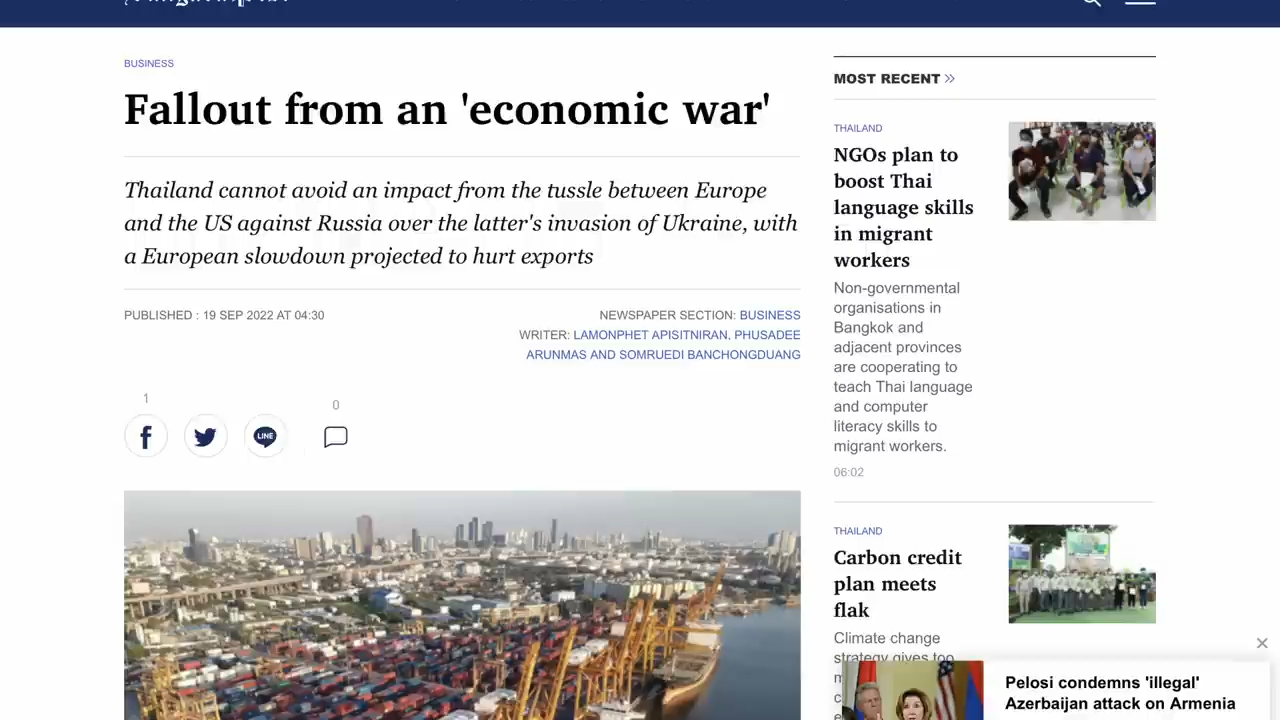 BUSINESS
Fallout from an 'economic war'
Thailand cannot avoid an impact from the tussle between Europe
and the US against Russia over the latter's invasion of Ukraine, with
a European slowdown projected to hurt exports
PUBLISHED : 19 SEP 2022 AT 04:30
NEWSPAPER SECTION: BUSINESS
WRITER: LAMONPHET APISITNIRAN, PHUSADEE
ARUNMAS AND SOMRUEDI BANCHONGDUANG
1
0
LINE
MOST RECENT
THAILAND
NGOs plan to
boost Thai
language skills
in migrant
workers
Non-governmental
organisations in
Bangkok and
adjacent provinces
are cooperating to
teach Thai language
and computer
literacy skills to
migrant workers.
06:02
THAILAND
Carbon credit
plan meets
flak
Climate change
strategy gives too
Pelosi condemns 'illegal'
Azerbaijan attack on Armenia